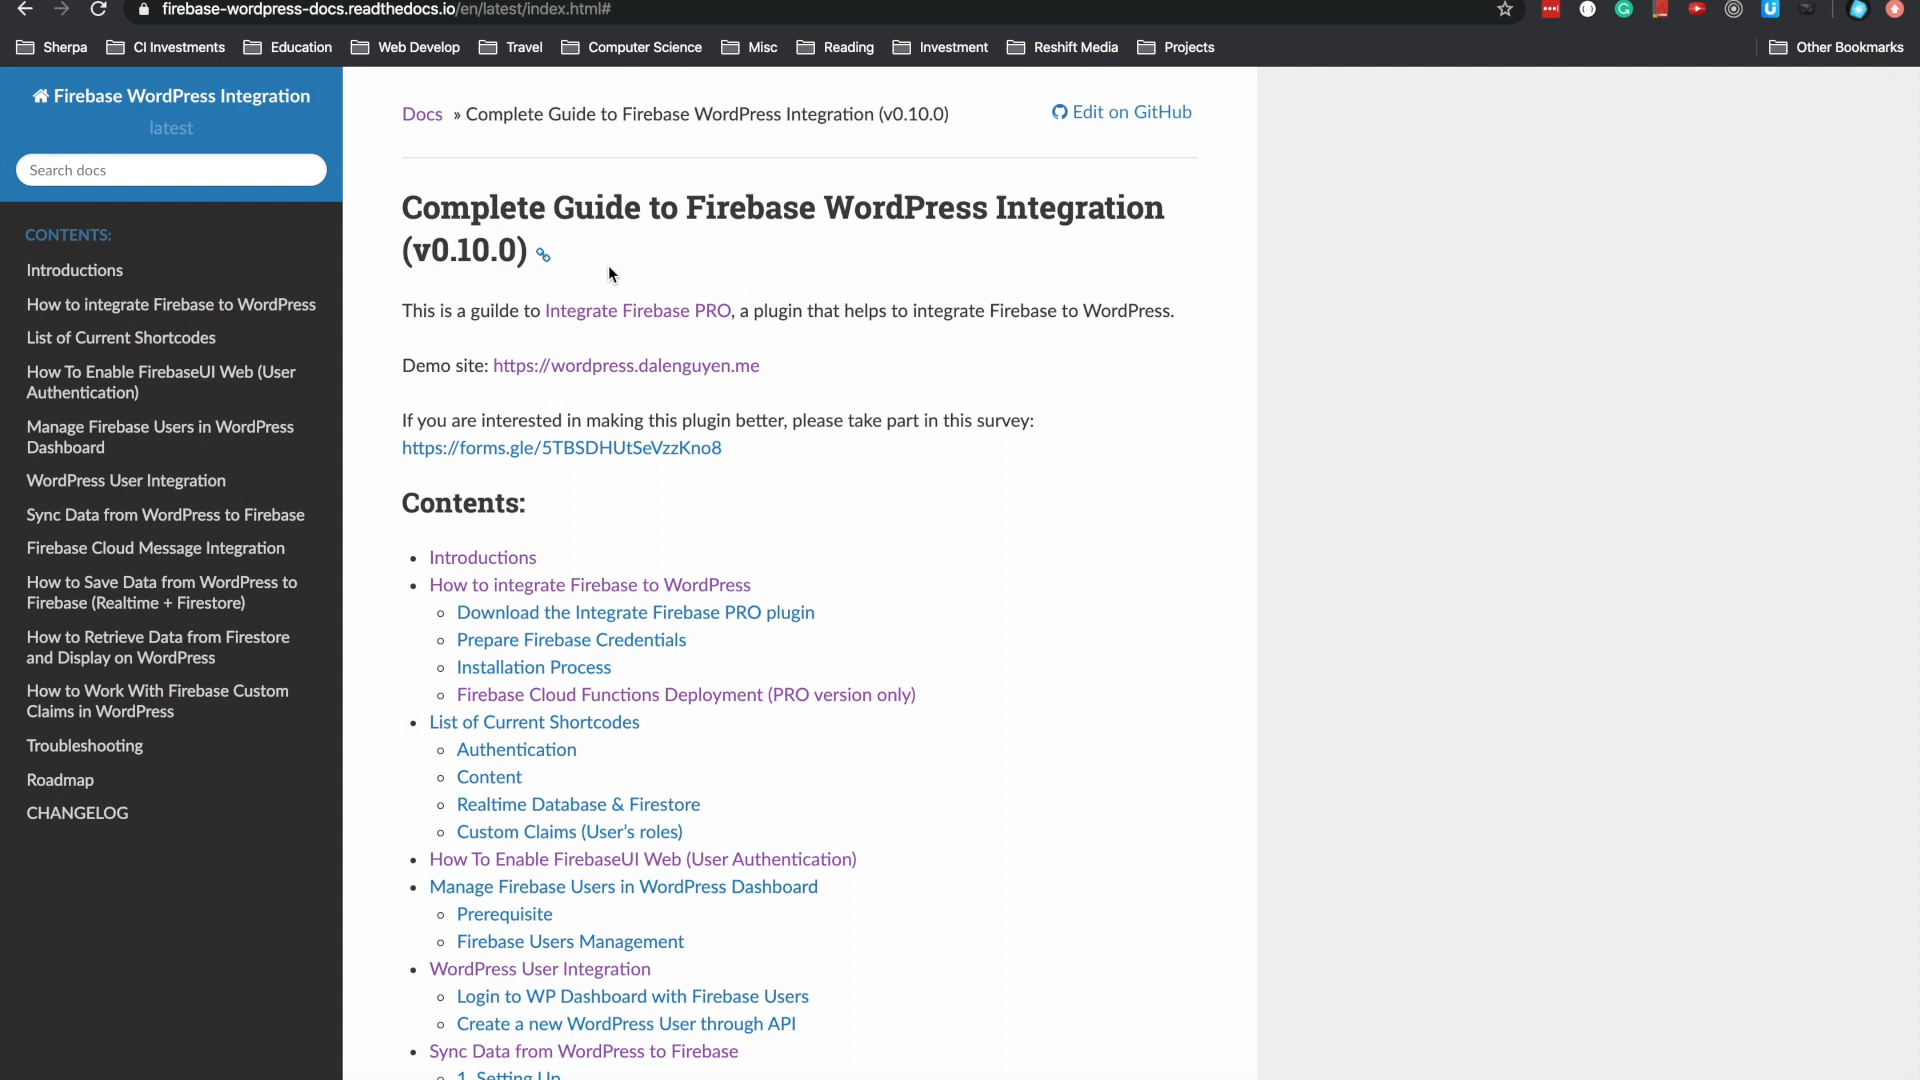 firebase-wordpress-docs.readthedocs.io/en/latest/index.html#
Sherpa CI Investments Education Web Develop Travel Computer Science Misc Reading Investment Reshift Media Projects Other Bookmarks
Firebase WordPress Integration
latest
Search docs
CONTENTS:
Introductions
How to integrate Firebase to WordPress
List of Current Shortcodes
How To Enable FirebaseUI Web (User
Authentication)
Manage Firebase Users in WordPress
Dashboard
WordPress User Integration
Sync Data from WordPress to Firebase
Firebase Cloud Message Integration
How to Save Data from WordPress to
Firebase (Realtime + Firestore)
How to Retrieve Data from Firestore
and Display on WordPress
How to Work With Firebase Custom
Claims in WordPress
Troubleshooting
Roadmap
CHANGELOG
Docs » Complete Guide to Firebase WordPress Integration (v0.10.0)
Edit on GitHub
Complete Guide to Firebase WordPress Integration
(v0.10.0)
This is a guilde to Integrate Firebase PRO, a plugin that helps to integrate Firebase to WordPress.
Demo site: https://wordpress.dalenguyen.me
If you are interested in making this plugin better, please take part in this survey:
https://forms.gle/5TBSDHUtSeVzzKno8
Contents:
• Introductions
• How to integrate Firebase to WordPress
◦ Download the Integrate Firebase PRO plugin
◦ Prepare Firebase Credentials
◦ Installation Process
◦ Firebase Cloud Functions Deployment (PRO version only)
• List of Current Shortcodes
◦ Authentication
◦ Content
◦ Realtime Database & Firestore
◦ Custom Claims (User’s roles)
• How To Enable FirebaseUI Web (User Authentication)
• Manage Firebase Users in WordPress Dashboard
◦ Prerequisite
◦ Firebase Users Management
• WordPress User Integration
◦ Login to WP Dashboard with Firebase Users
◦ Create a new WordPress User through API
• Sync Data from WordPress to Firebase
◦ 1. Setting Up